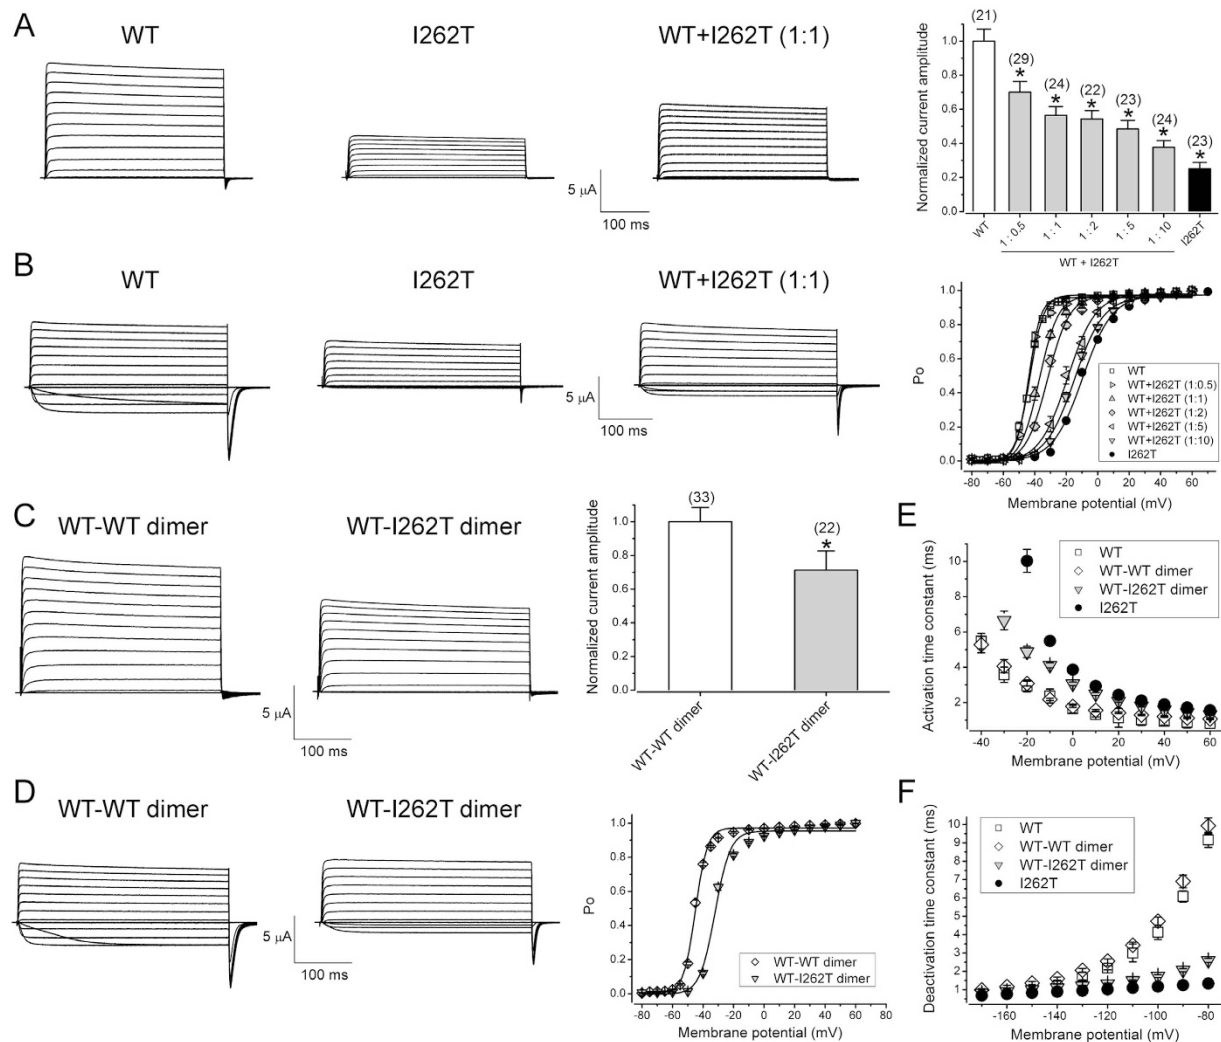 A
WT
I262T
WT+I262T (1:1)
5 μA
100 ms
Normalized current amplitude
1.0
0.8
0.6
0.4
0.2
0.0
(21)
(29)
*
(24)
*
(22)
*
(23)
*
(24)
*
(23)
*
WT
1 : 0.5
1 : 1
1 : 2
1 : 5
1 : 10
I262T
WT + I262T
B
WT
I262T
WT+I262T (1:1)
5 μA
100 ms
Po
1.0
0.8
0.6
0.4
0.2
0.0
-80 -60 -40 -20 0 20 40 60
Membrane potential (mV)
WT
WT+I262T (1:0.5)
WT+I262T (1:1)
WT+I262T (1:2)
WT+I262T (1:5)
WT+I262T (1:10)
I262T
C
WT-WT dimer
WT-I262T dimer
5 μA
100 ms
Normalized current amplitude
1.0
0.8
0.6
0.4
0.2
0.0
(33)
(22)
*
WT-WT dimer
WT-I262T dimer
E
Activation time constant (ms)
10
8
6
4
2
-40 -20 0 20 40 60
Membrane potential (mV)
WT
WT-WT dimer
WT-I262T dimer
I262T
D
WT-WT dimer
WT-I262T dimer
5 μA
100 ms
Po
1.0
0.8
0.6
0.4
0.2
0.0
-80 -60 -40 -20 0 20 40 60 80
Membrane potential (mV)
WT-WT dimer
WT-I262T dimer
F
Deactivation time constant (ms)
10
9
8
7
6
5
4
3
2
1
-160 -140 -120 -100 -80
Membrane potential (mV)
WT
WT-WT dimer
WT-I262T dimer
I262T